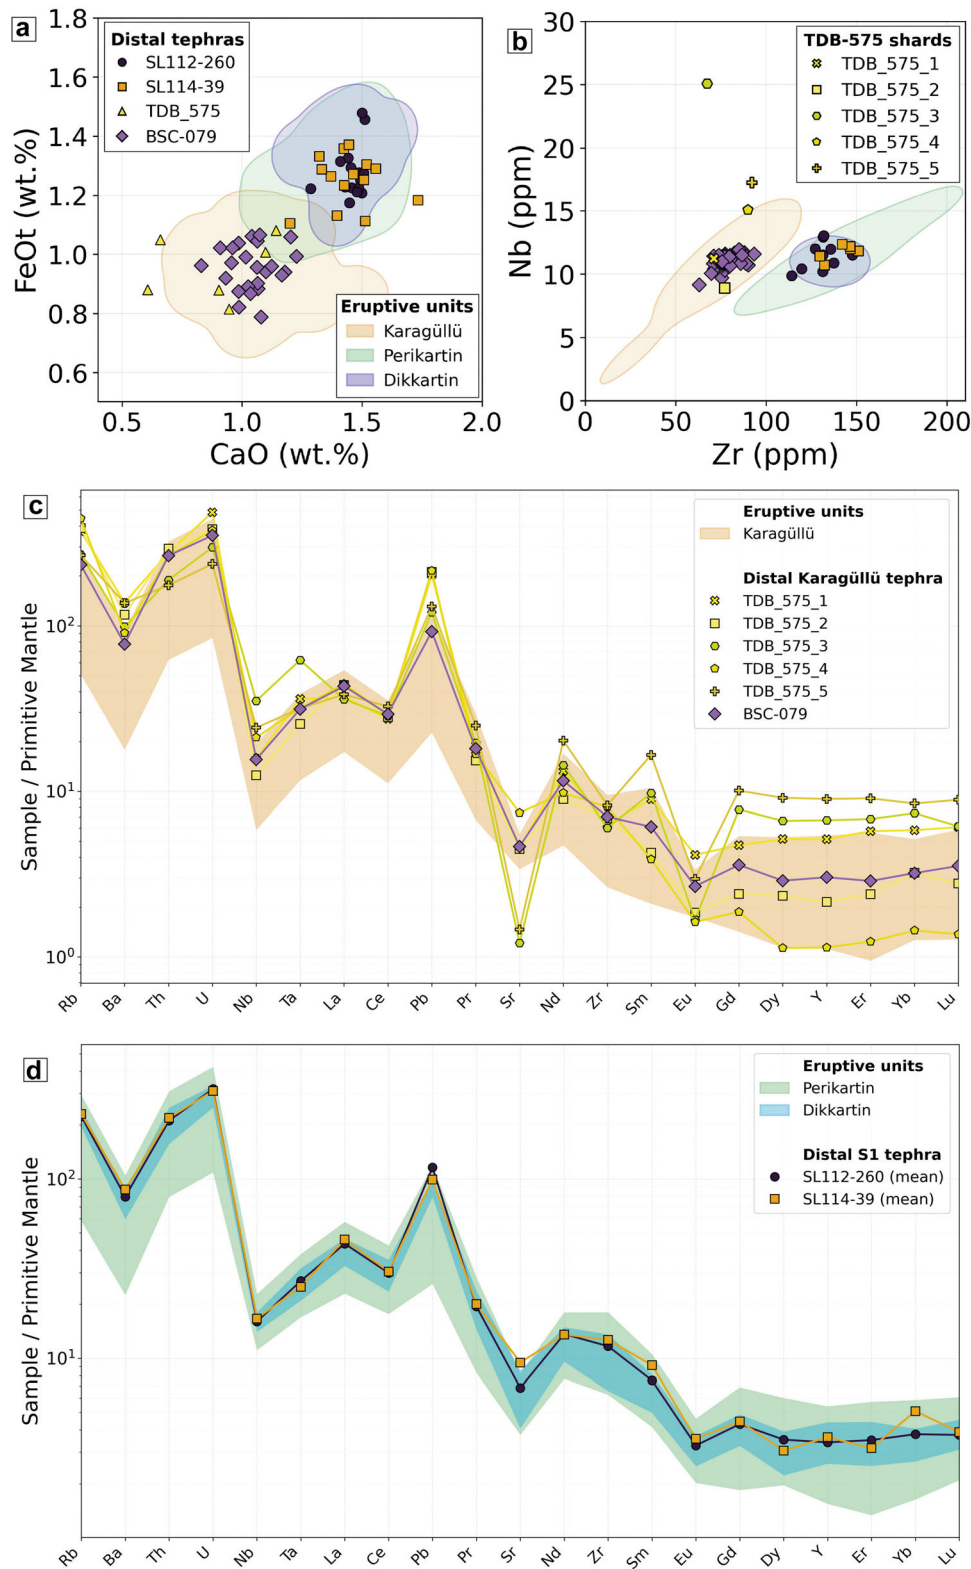 a
Distal tephras
SL112-260
SL114-39
TDB_575
BSC-079
Eruptive units
Karagüllü
Perikartin
Dikkartin
FeOt (wt.%)
1.8
1.6
1.4
1.2
1.0
0.8
0.6
0.5
1.0
1.5
2.0
CaO (wt.%)
b
TDB-575 shards
TDB_575_1
TDB_575_2
TDB_575_3
TDB_575_4
TDB_575_5
Nb (ppm)
30
25
20
15
10
5
0
0
50
100
150
200
Zr (ppm)
c
Eruptive units
Karagüllü
Distal Karagüllü tephra
TDB_575_1
TDB_575_2
TDB_575_3
TDB_575_4
TDB_575_5
BSC-079
Sample / Primitive Mantle
10²
10¹
10⁰
Rb
Ba
Th
U
Nb
Ta
La
Ce
Pb
Pr
Sr
Nd
Zr
Sm
Eu
Gd
Dy
Y
Er
Yb
Lu
d
Eruptive units
Perikartin
Dikkartin
Distal S1 tephra
SL112-260 (mean)
SL114-39 (mean)
Sample / Primitive Mantle
10²
10¹
Rb
Ba
Th
U
Nb
Ta
La
Ce
Pb
Pr
Sr
Nd
Zr
Sm
Eu
Gd
Dy
Y
Er
Yb
Lu